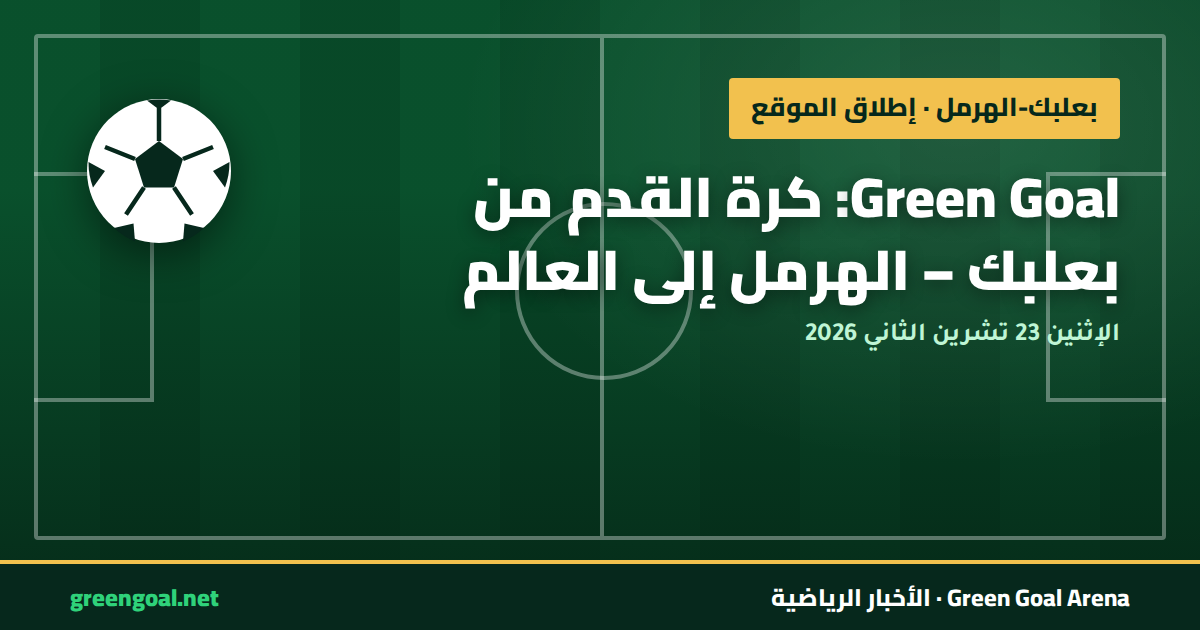 بعلبك-الهرمل · إطلاق الموقع
Green Goal: كرة القدم من
بعلبك – الهرمل إلى العالم
الإثنين 23 تشرين الثاني 2026
Green Goal Arena · الأخبار الرياضية
greengoal.net